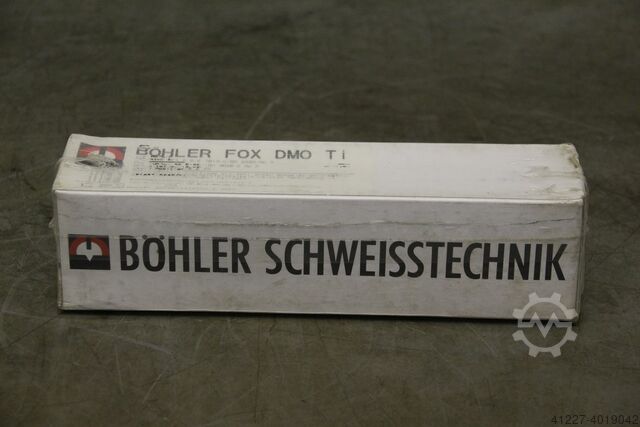 BÖHLER FOX DMO Ti
BÖHLER SCHWEISSTECHNIK
41227-4019042